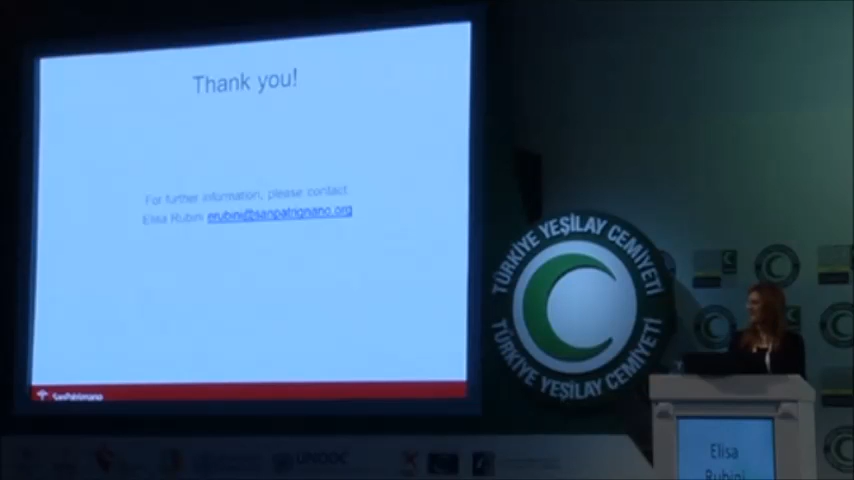 Thank you!
For further information, please contact
Elisa Rubini erubini@sanpatrignano.org
SanPatrignano
TÜRKİYE YEŞİLAY CEMİYETİ
TÜRKİYE YEŞİLAY CEMİYETİ
UNODC
Elisa
Rubini